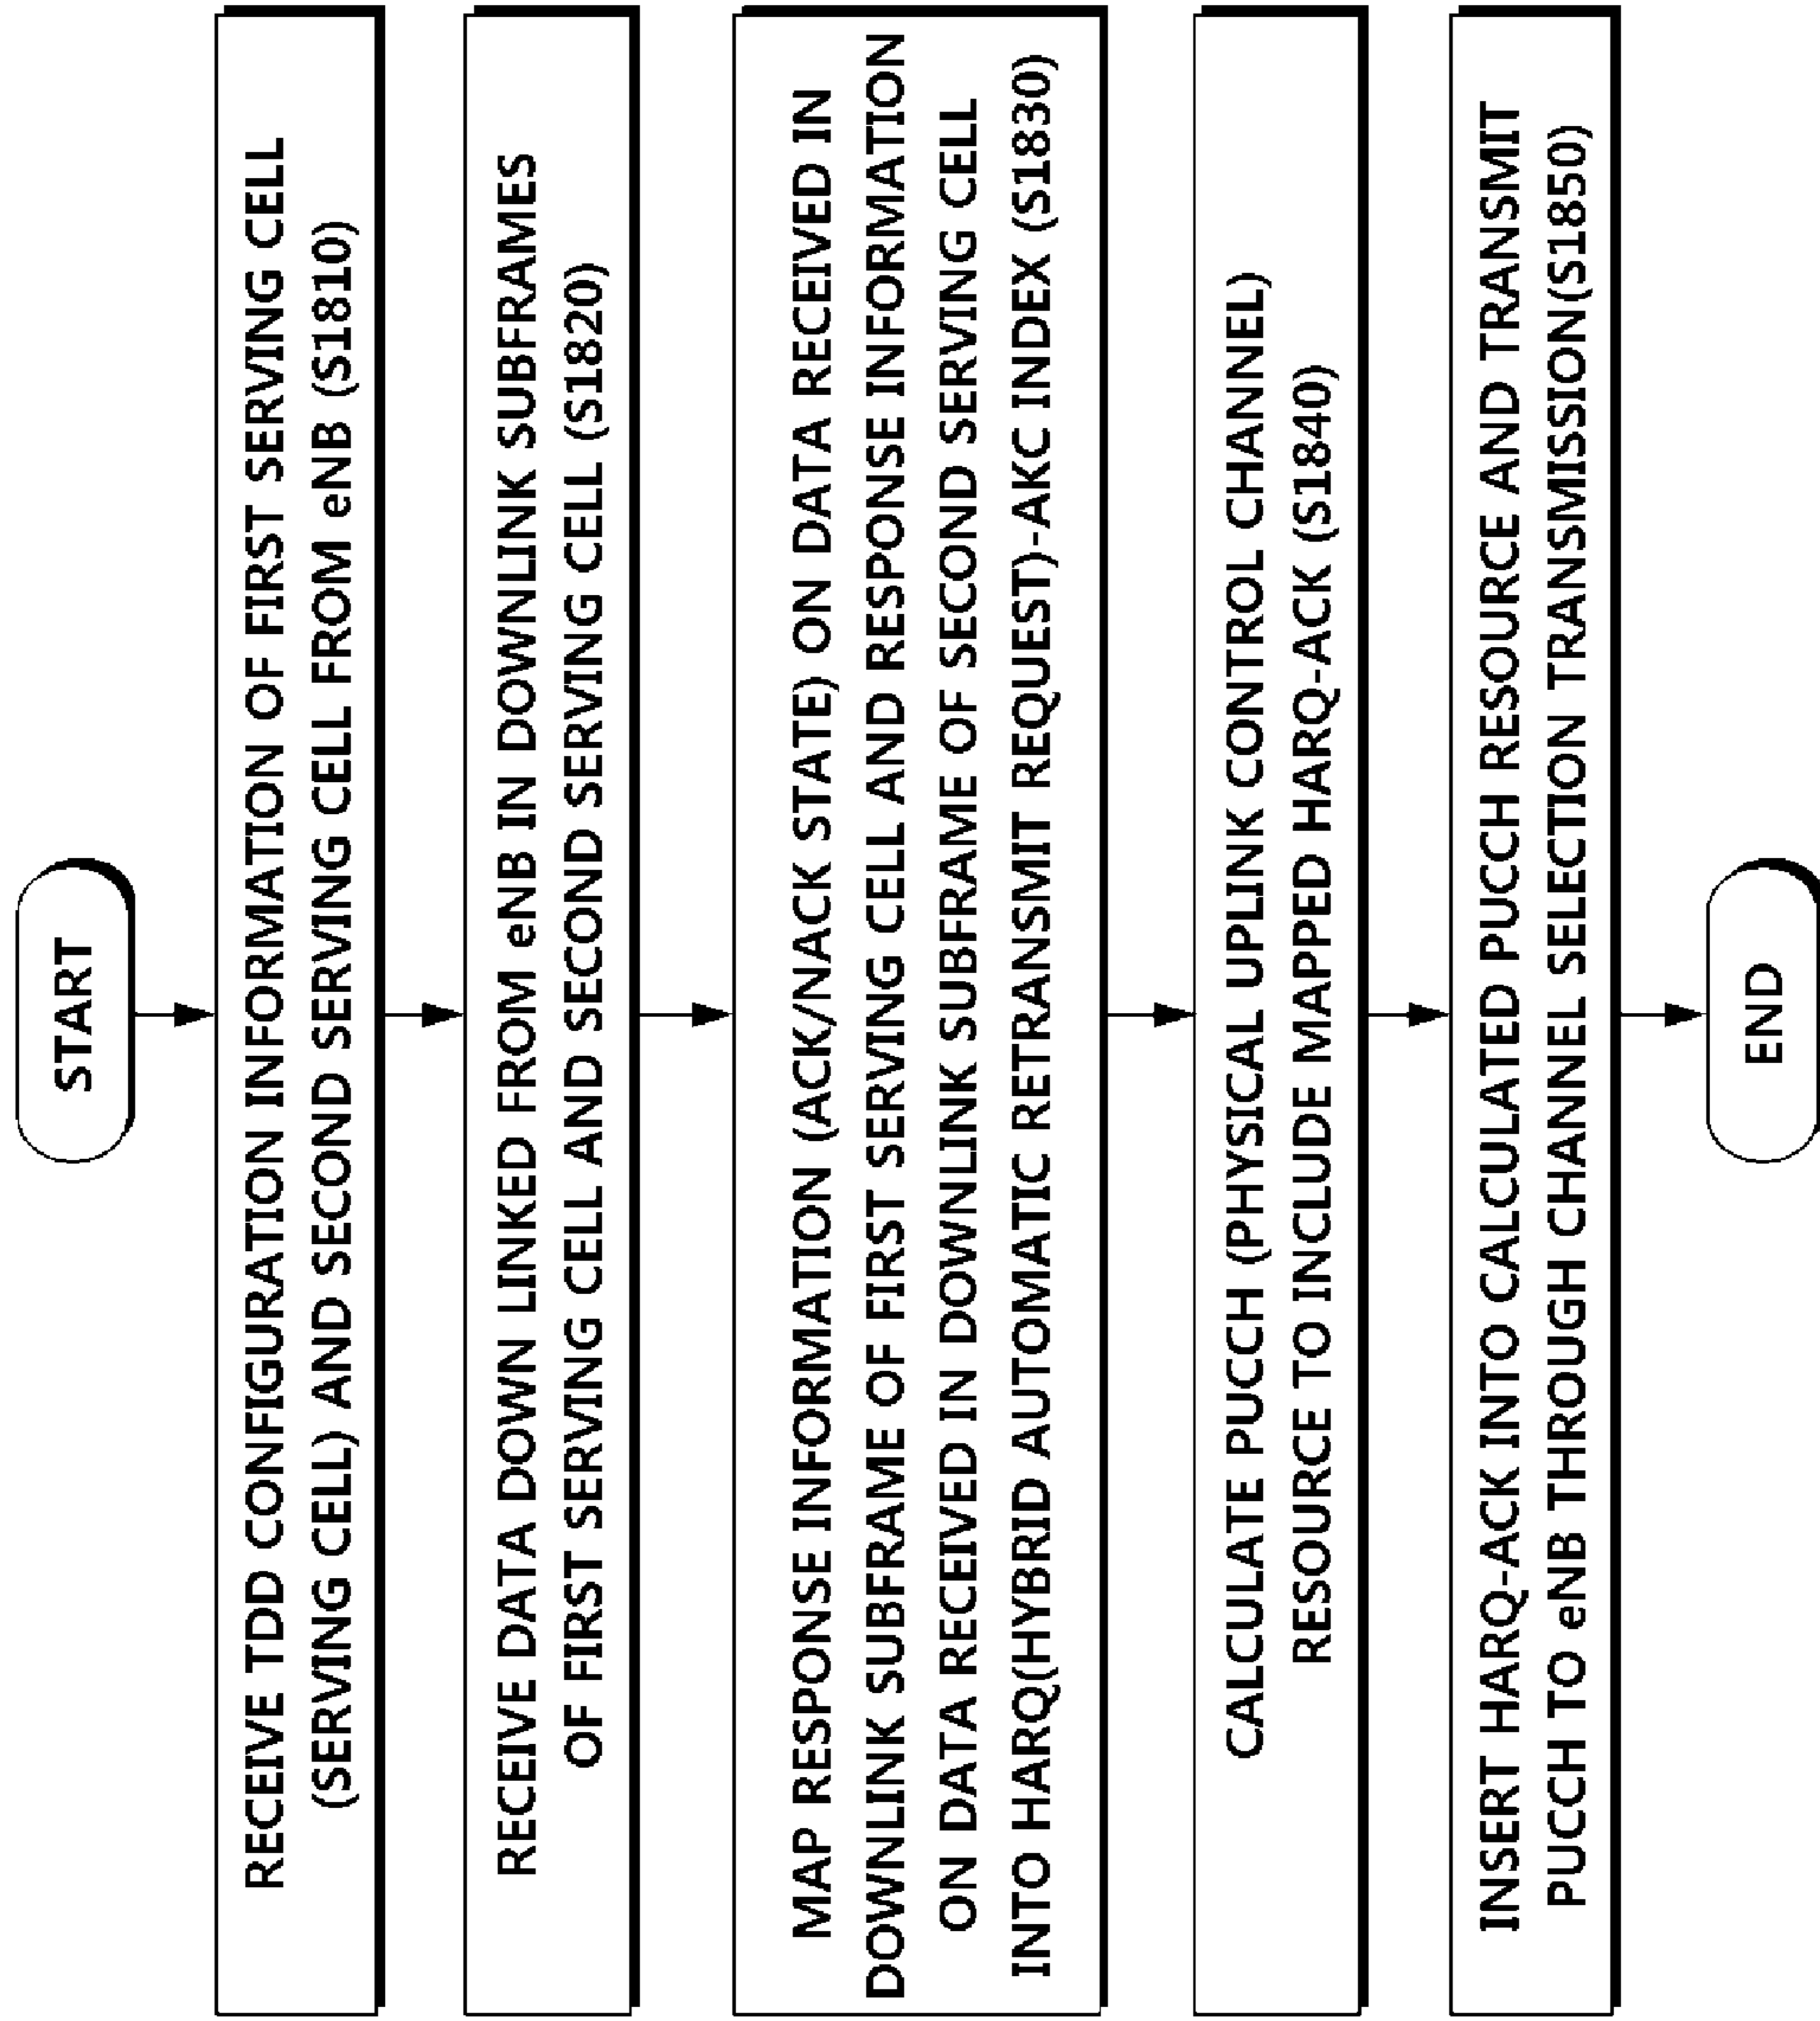 START
RECEIVE TDD CONFIGURATION INFORMATION OF FIRST SERVING CELL
(SERVING CELL) AND SECOND SERVING CELL FROM eNB (S1810)
RECEIVE DATA DOWN LINKED FROM eNB IN DOWNLINK SUBFRAMES
OF FIRST SERVING CELL AND SECOND SERVING CELL (S1820)
MAP RESPONSE INFORMATION (ACK/NACK STATE) ON DATA RECEIVED IN
DOWNLINK SUBFRAME OF FIRST SERVING CELL AND RESPONSE INFORMATION
ON DATA RECEIVED IN DOWNLINK SUBFRAME OF SECOND SERVING CELL
INTO HARQ(HYBRID AUTOMATIC RETRANSMIT REQUEST)-AKC INDEX (S1830)
CALCULATE PUCCH (PHYSICAL UPLINK CONTROL CHANNEL)
RESOURCE TO INCLUDE MAPPED HARQ-ACK (S1840)
INSERT HARQ-ACK INTO CALCULATED PUCCH RESOURCE AND TRANSMIT
PUCCH TO eNB THROUGH CHANNEL SELECTION TRANSMISSION(S1850)
END